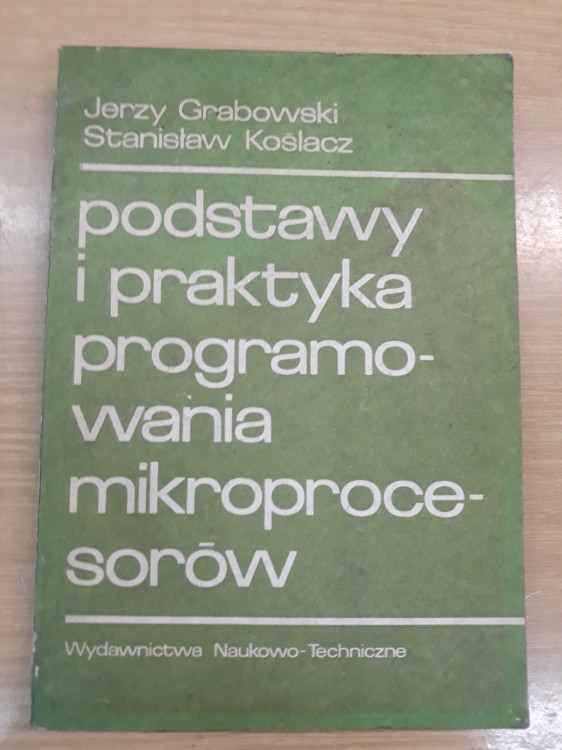 Jerzy Grabowski
Stanisław Koślacz
podstawy
i praktyka
programo-
wania
mikroproce-
sorów
Wydawnictwa Naukowo-Techniczne